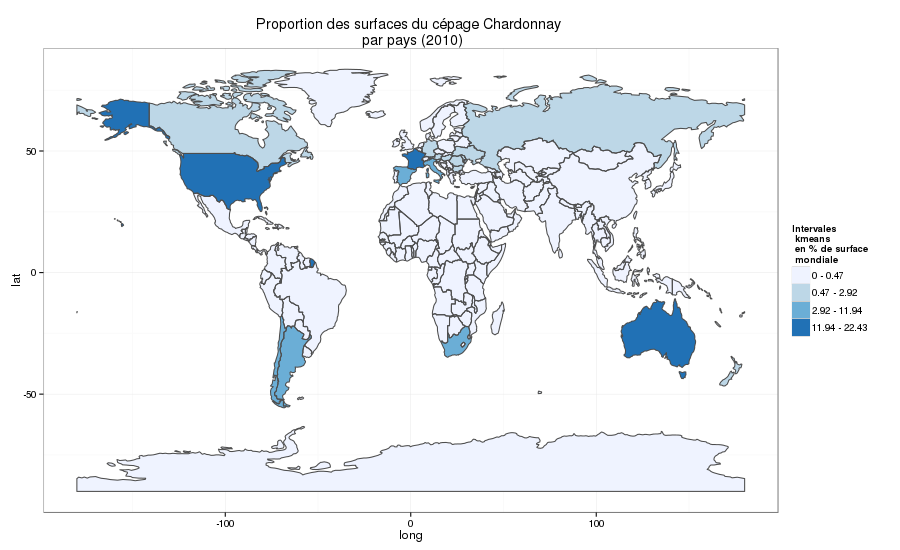 Proportion des surfaces du cépage Chardonnay
par pays (2010)
50
0
-50
lat
-100
0
100
long
Intervales
kmeans
en % de surface
mondiale
0 - 0.47
0.47 - 2.92
2.92 - 11.94
11.94 - 22.43